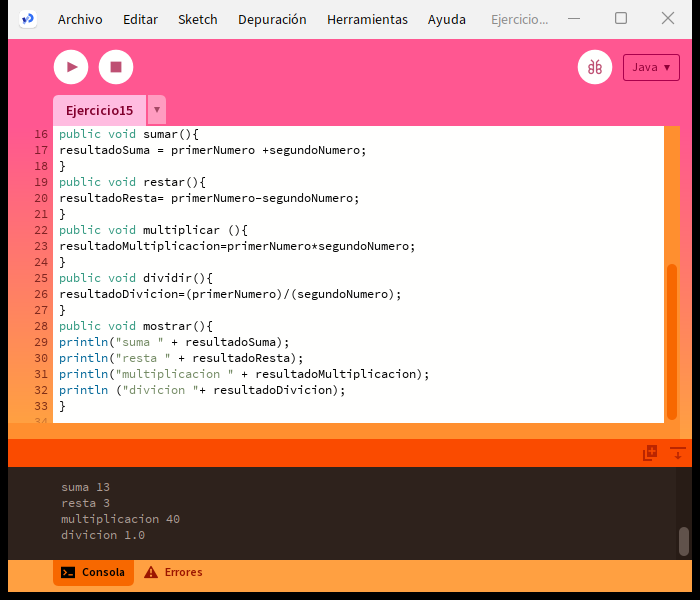 Archivo Editar Sketch Depuración Herramientas Ayuda Ejercicio...
Java ▾
Ejercicio15 ▾
16 public void sumar(){
17 resultadoSuma = primerNumero +segundoNumero;
18 }
19 public void restar(){
20 resultadoResta= primerNumero-segundoNumero;
21 }
22 public void multiplicar (){
23 resultadoMultiplicacion=primerNumero*segundoNumero;
24 }
25 public void dividir(){
26 resultadoDivicion=(primerNumero)/(segundoNumero);
27 }
28 public void mostrar(){
29 println("suma " + resultadoSuma);
30 println("resta " + resultadoResta);
31 println("multiplicacion " + resultadoMultiplicacion);
32 println ("divicion "+ resultadoDivicion);
33 }
34
suma 13
resta 3
multiplicacion 40
divicion 1.0
Consola Errores